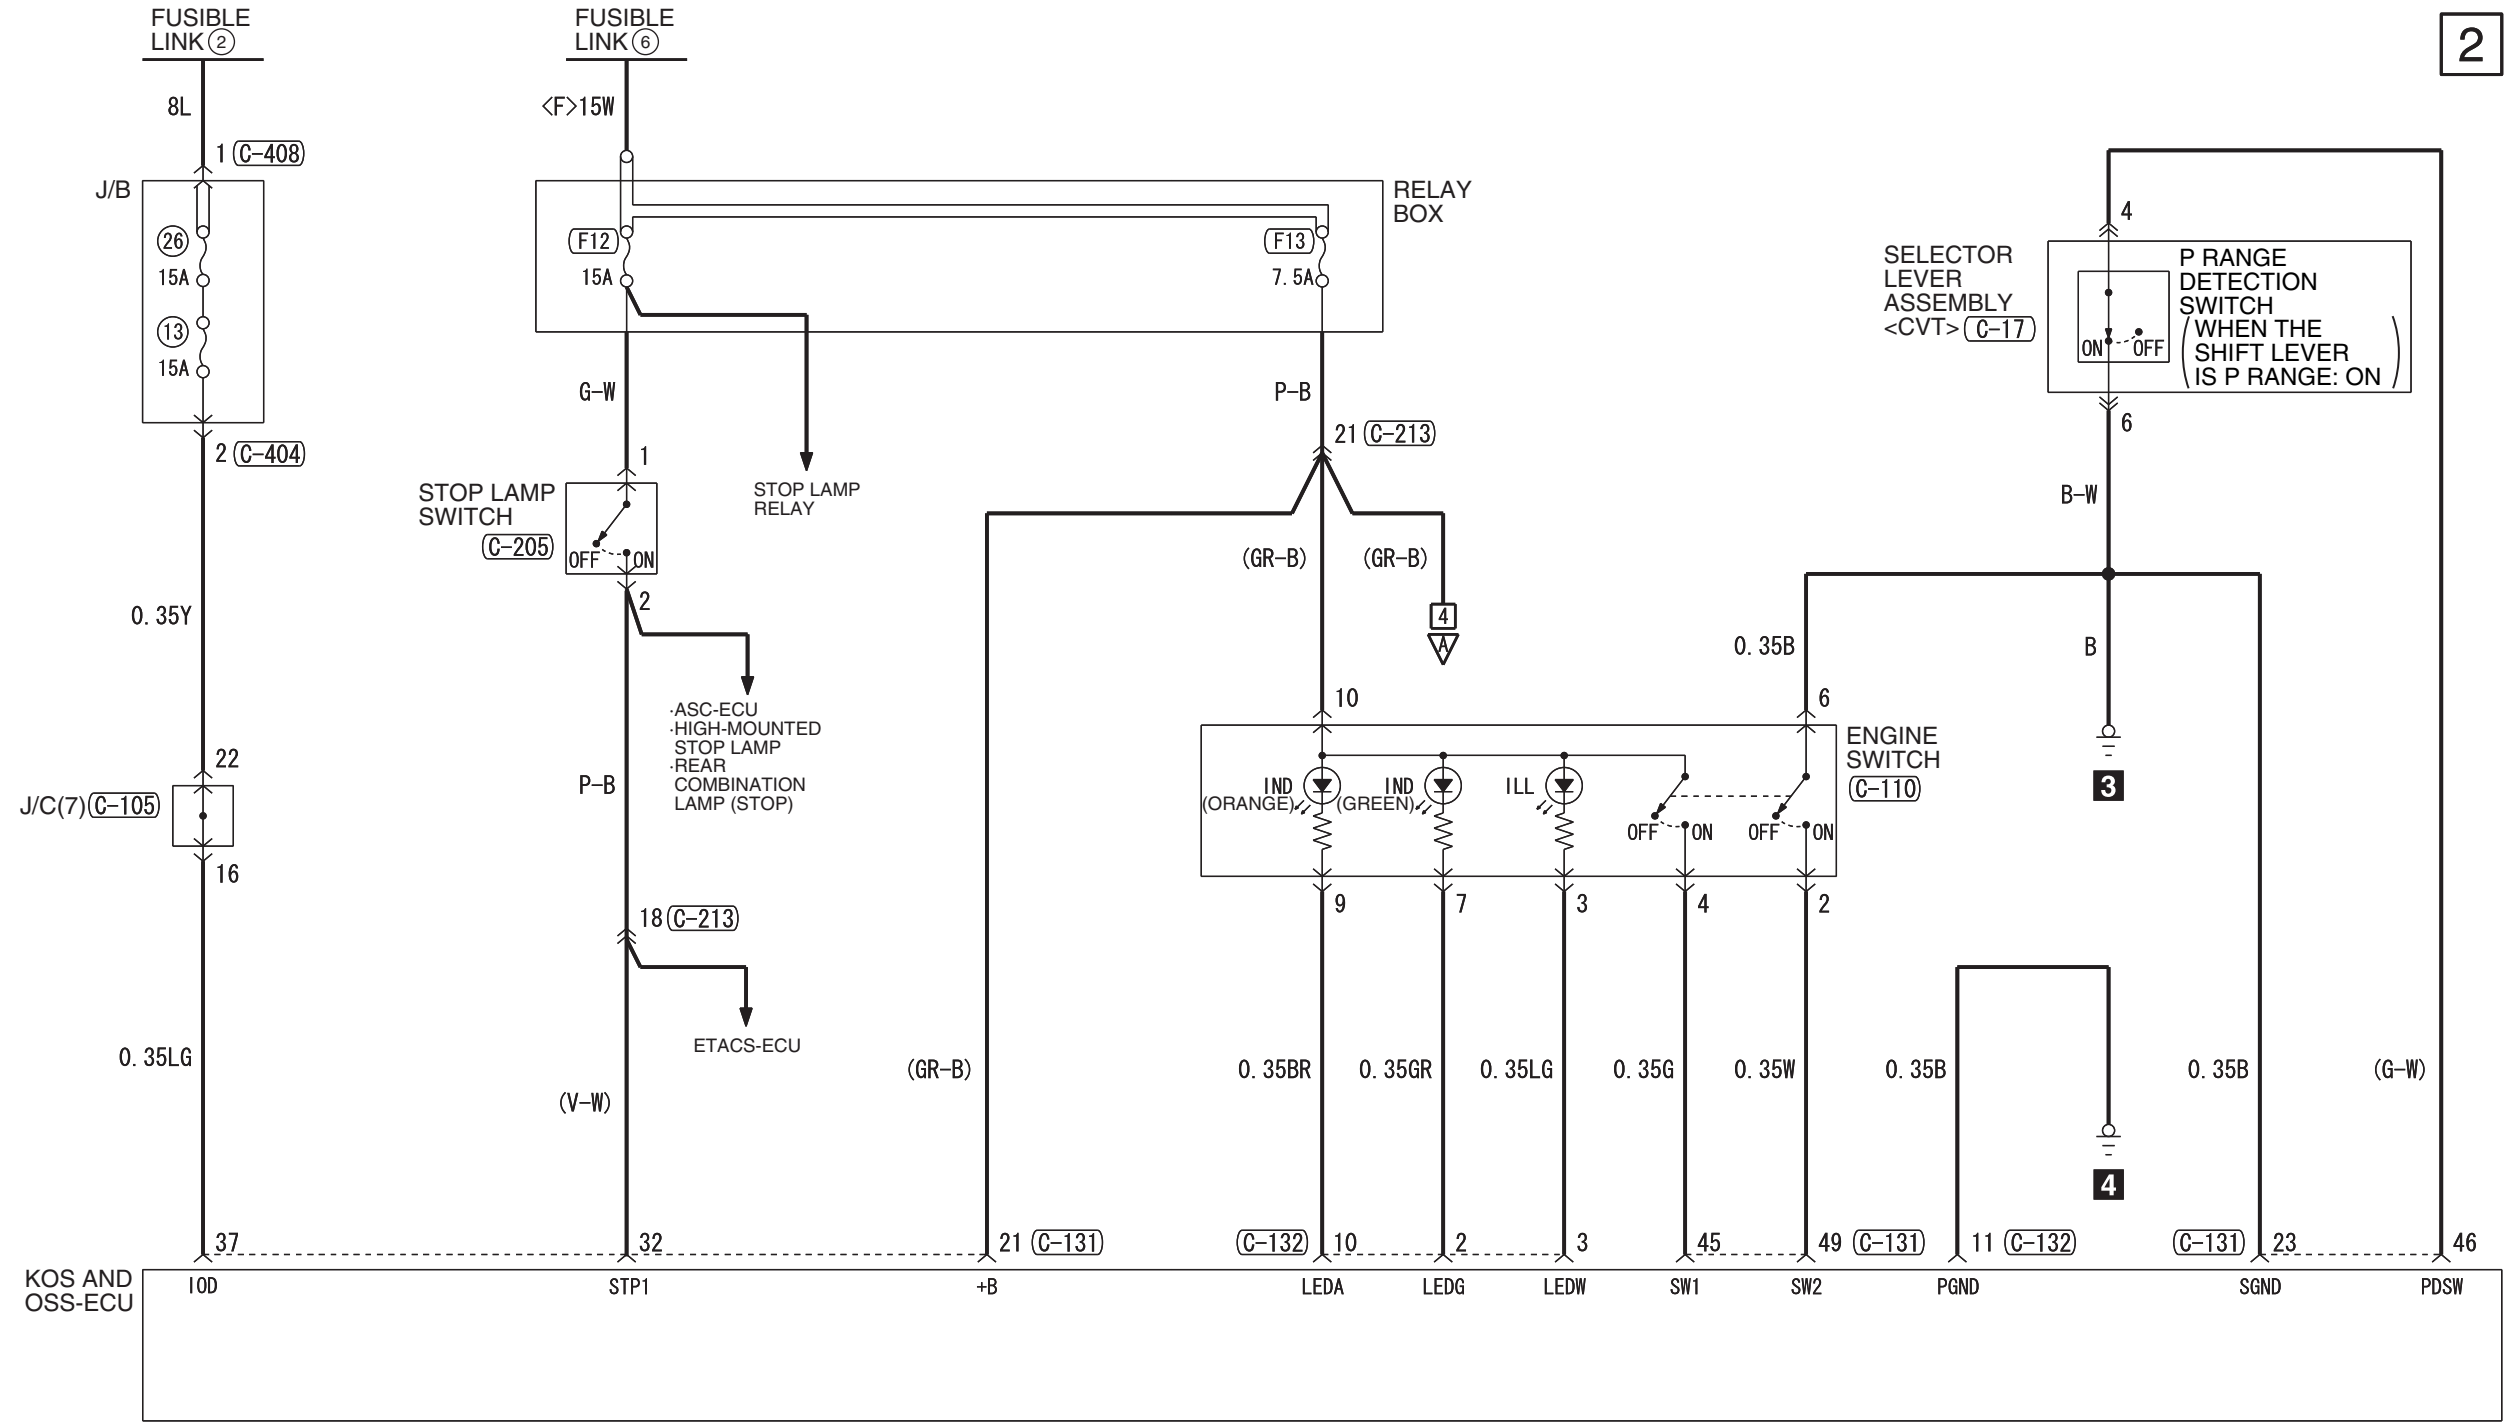 FUSIBLE
LINK 2
FUSIBLE
LINK 6
2
8L
<F>15W
1 C-408
J/B
RELAY
BOX
26
15A
13
15A
F12
15A
F13
7.5A
4
SELECTOR
LEVER
ASSEMBLY
<CVT> C-17
P RANGE
DETECTION
SWITCH
(WHEN THE
SHIFT LEVER
IS P RANGE: ON)
ON OFF
6
2 C-404
G-W
P-B
21 C-213
1
STOP LAMP
SWITCH
C-205
OFF ON
2
STOP LAMP
RELAY
B-W
(GR-B)
(GR-B)
4
A
0.35Y
0.35B
B
·ASC-ECU
·HIGH-MOUNTED
STOP LAMP
·REAR
COMBINATION
LAMP (STOP)
10
6
ENGINE
SWITCH
C-110
3
22
J/C(7) C-105
16
P-B
IND
(ORANGE)
IND
(GREEN)
ILL
OFF ON
OFF ON
9
7
3
4
2
18 C-213
ETACS-ECU
0.35LG
(V-W)
(GR-B)
0.35BR
0.35GR
0.35LG
0.35G
0.35W
0.35B
0.35B
(G-W)
4
37
32
21 C-131
C-132 10
2
3
45
49 C-131
11 C-132
C-131 23
46
KOS AND
OSS-ECU
IOD
STP1
+B
LEDA
LEDG
LEDW
SW1
SW2
PGND
SGND
PDSW